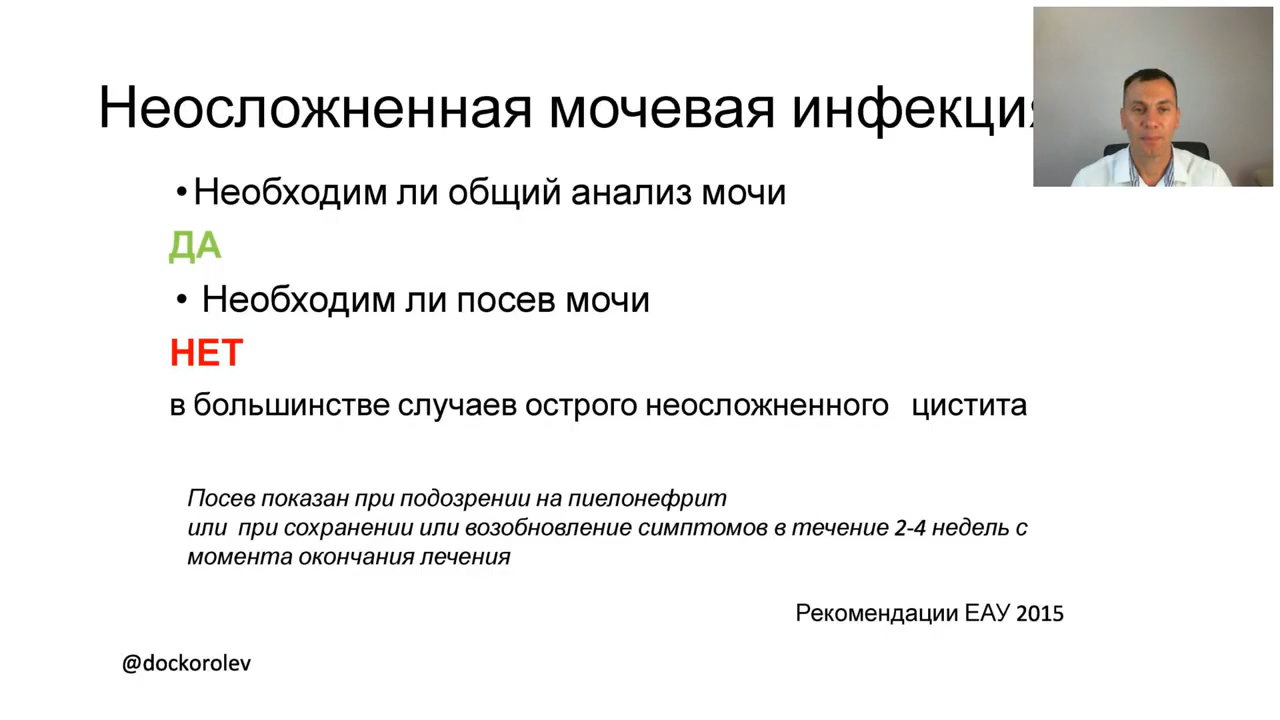 Неосложненная мочевая инфекция
•Необходим ли общий анализ мочи
ДА
• Необходим ли посев мочи
НЕТ
в большинстве случаев острого неосложненного цистита
Посев показан при подозрении на пиелонефрит
или при сохранении или возобновление симптомов в течение 2-4 недель с
момента окончания лечения
Рекомендации ЕАУ 2015
@dockorolev